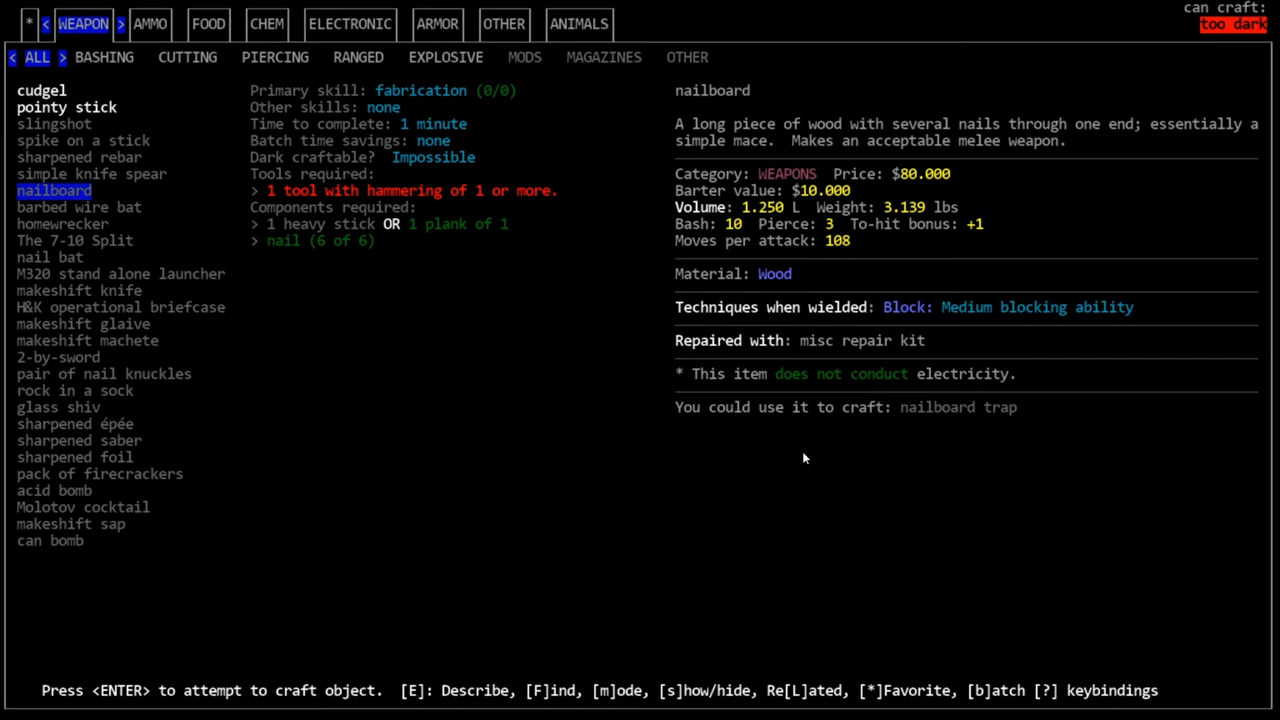 can craft:
* < WEAPON > AMMO FOOD CHEM ELECTRONIC ARMOR OTHER ANIMALS too dark
< ALL > BASHING CUTTING PIERCING RANGED EXPLOSIVE MODS MAGAZINES OTHER
cudgel
pointy stick
slingshot
spike on a stick
sharpened rebar
simple knife spear
nailboard
barbed wire bat
homewrecker
The 7-10 Split
nail bat
M320 stand alone launcher
makeshift knife
H&K operational briefcase
makeshift glaive
makeshift machete
2-by-sword
pair of nail knuckles
rock in a sock
glass shiv
sharpened épée
sharpened saber
sharpened foil
pack of firecrackers
acid bomb
Molotov cocktail
makeshift sap
can bomb
Primary skill: fabrication (0/0)
Other skills: none
Time to complete: 1 minute
Batch time savings: none
Dark craftable? Impossible
Tools required:
> 1 tool with hammering of 1 or more.
Components required:
> 1 heavy stick OR 1 plank of 1
> nail (6 of 6)
nailboard
A long piece of wood with several nails through one end; essentially a
simple mace. Makes an acceptable melee weapon.
Category: WEAPONS Price: $80.000
Barter value: $10.000
Volume: 1.250 L Weight: 3.139 lbs
Bash: 10 Pierce: 3 To-hit bonus: +1
Moves per attack: 108
Material: Wood
Techniques when wielded: Block: Medium blocking ability
Repaired with: misc repair kit
* This item does not conduct electricity.
You could use it to craft: nailboard trap
Press <ENTER> to attempt to craft object. [E]: Describe, [F]ind, [m]ode, [s]how/hide, Re[L]ated, [*]Favorite, [b]atch [?] keybindings